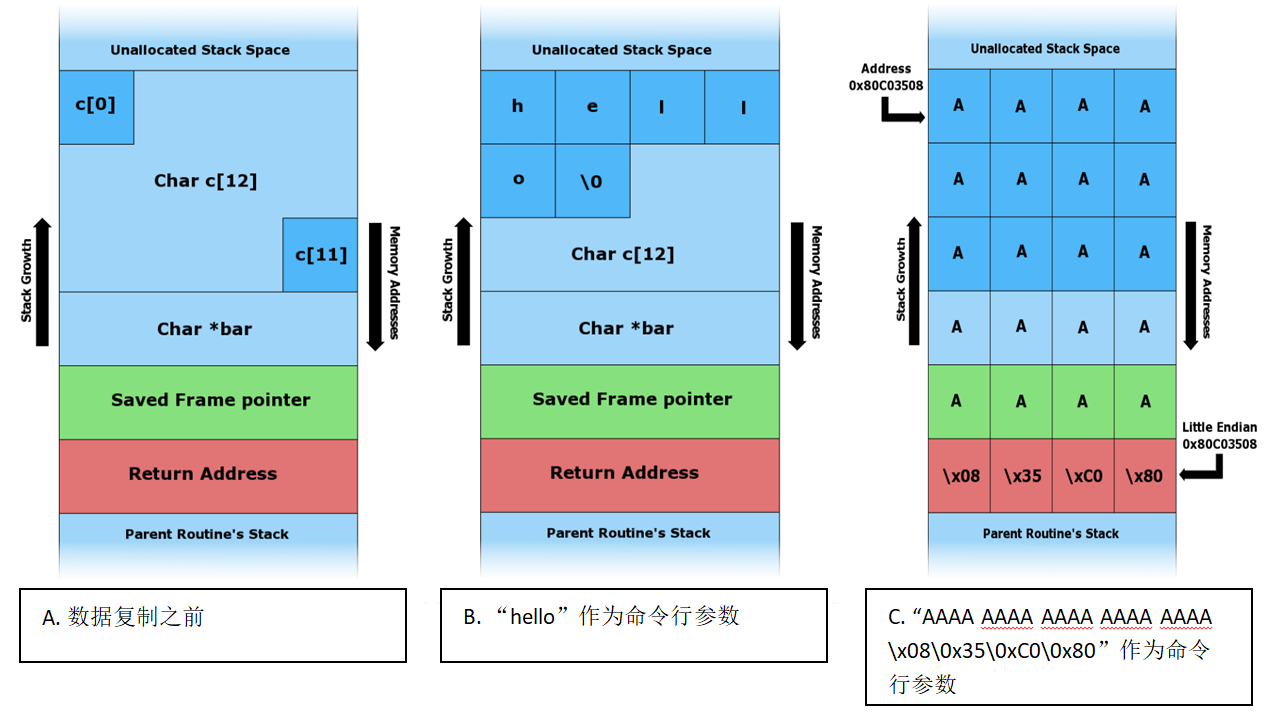 Unallocated Stack Space
c[0]
Char c[12]
c[11]
Char *bar
Saved Frame pointer
Return Address
Parent Routine's Stack
Stack Growth
Memory Addresses
A. 数据复制之前
Unallocated Stack Space
h e l l
o \0
Char c[12]
Char *bar
Saved Frame pointer
Return Address
Parent Routine's Stack
Stack Growth
Memory Addresses
B. “hello”作为命令行参数
Unallocated Stack Space
Address
0x80C03508
A A A A
A A A A
A A A A
A A A A
A A A A
\x08 \x35 \xC0 \x80
Parent Routine's Stack
Stack Growth
Memory Addresses
Little Endian
0x80C03508
C. “AAAA AAAA AAAA AAAA AAAA
\x08\0x35\0xC0\0x80”作为命令
行参数